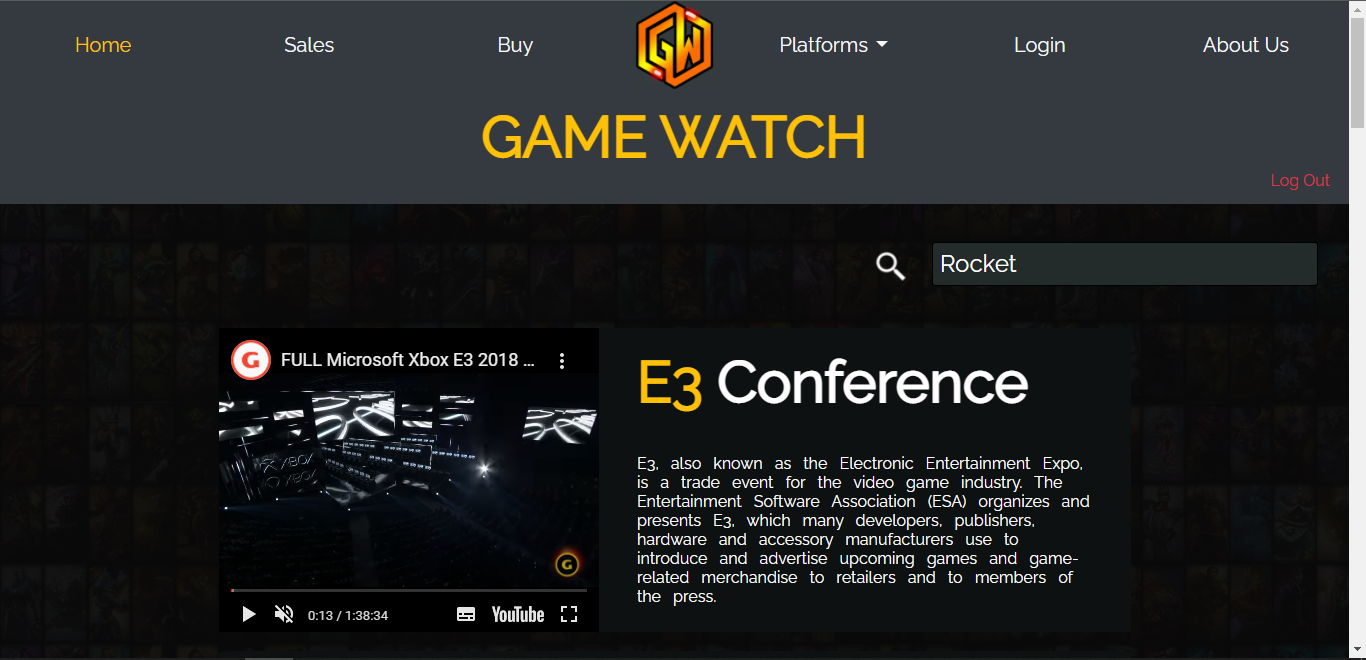 Home Sales Buy GW Platforms Login About Us
GAME WATCH
Log Out
Rocket
G FULL Microsoft Xbox E3 2018 ...
XBOX
G
0:13 / 1:38:34 YouTube
E3 Conference
E3, also known as the Electronic Entertainment Expo,
is a trade event for the video game industry. The
Entertainment Software Association (ESA) organizes and
presents E3, which many developers, publishers,
hardware and accessory manufacturers use to
introduce and advertise upcoming games and game-
related merchandise to retailers and to members of
the press.